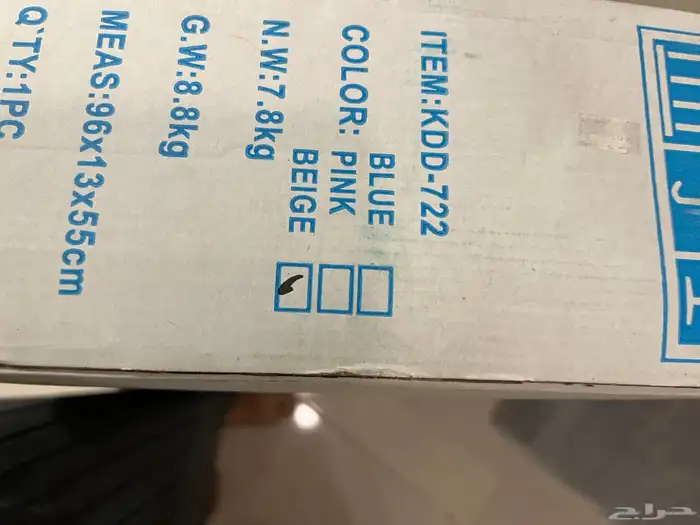 ITEM:KDD-722
BLUE
COLOR: PINK
BEIGE
N.W:7.8kg
G.W:8.8kg
MEAS:96x13x55cm
Q`TY:1PC
حراج